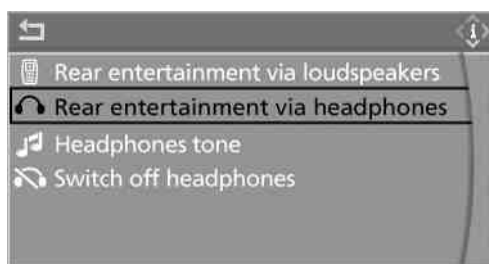 Rear entertainment via loudspeakers
Rear entertainment via headphones
Headphones tone
Switch off headphones